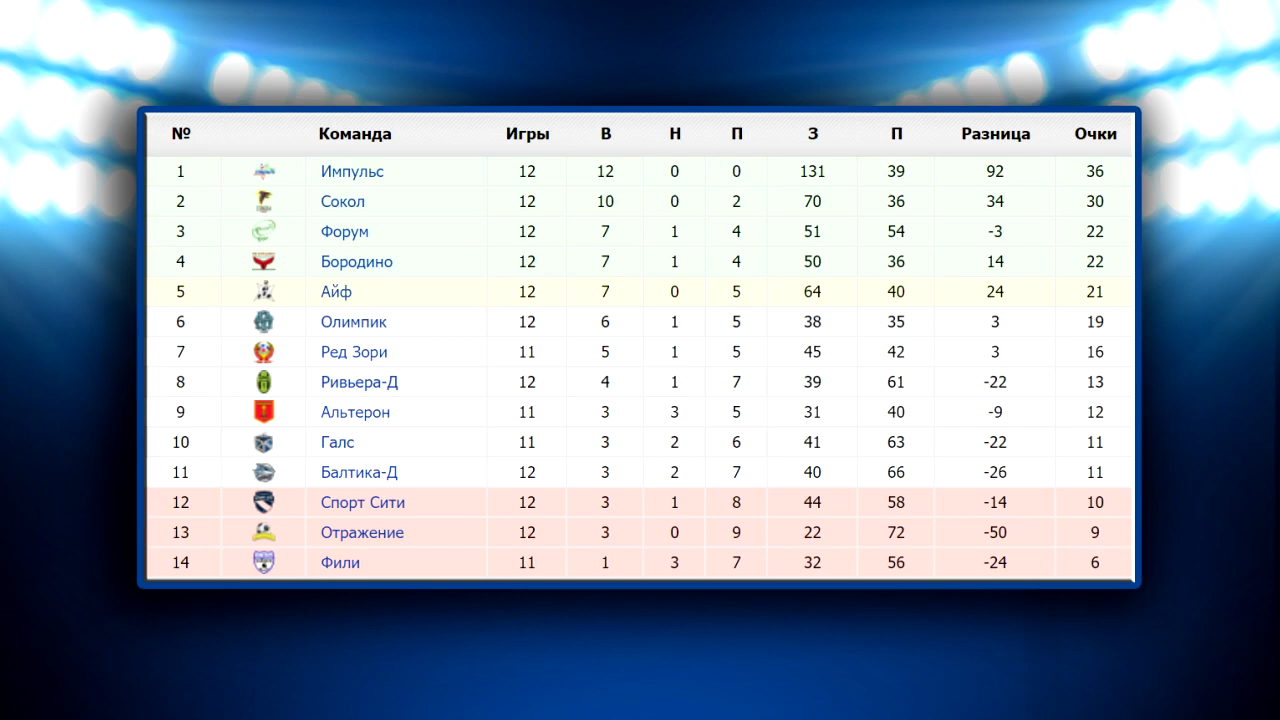 № Команда Игры В Н П З П Разница Очки
1 Импульс 12 12 0 0 131 39 92 36
2 Сокол 12 10 0 2 70 36 34 30
3 Форум 12 7 1 4 51 54 -3 22
4 Бородино 12 7 1 4 50 36 14 22
5 Айф 12 7 0 5 64 40 24 21
6 Олимпик 12 6 1 5 38 35 3 19
7 Ред Зори 11 5 1 5 45 42 3 16
8 Ривьера-Д 12 4 1 7 39 61 -22 13
9 Альтерон 11 3 3 5 31 40 -9 12
10 Галс 11 3 2 6 41 63 -22 11
11 Балтика-Д 12 3 2 7 40 66 -26 11
12 Спорт Сити 12 3 1 8 44 58 -14 10
13 Отражение 12 3 0 9 22 72 -50 9
14 Фили 11 1 3 7 32 56 -24 6